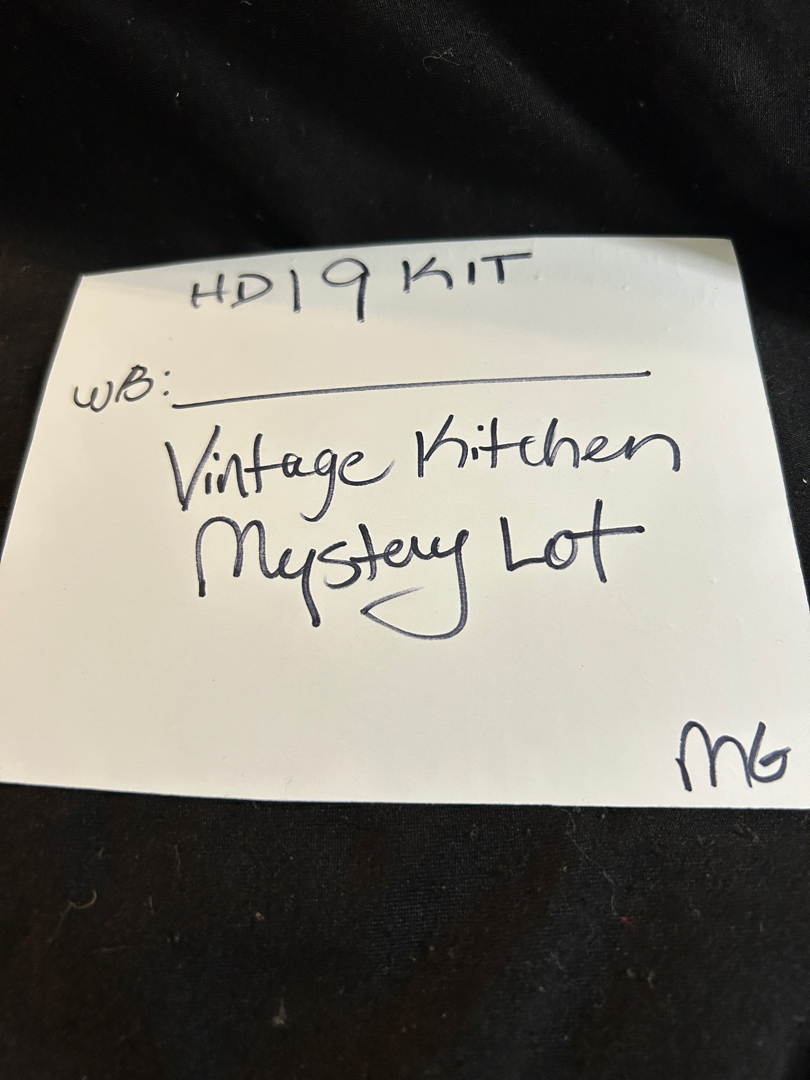 HD19 KIT
WB:
Vintage Kitchen
Mystery Lot
MG